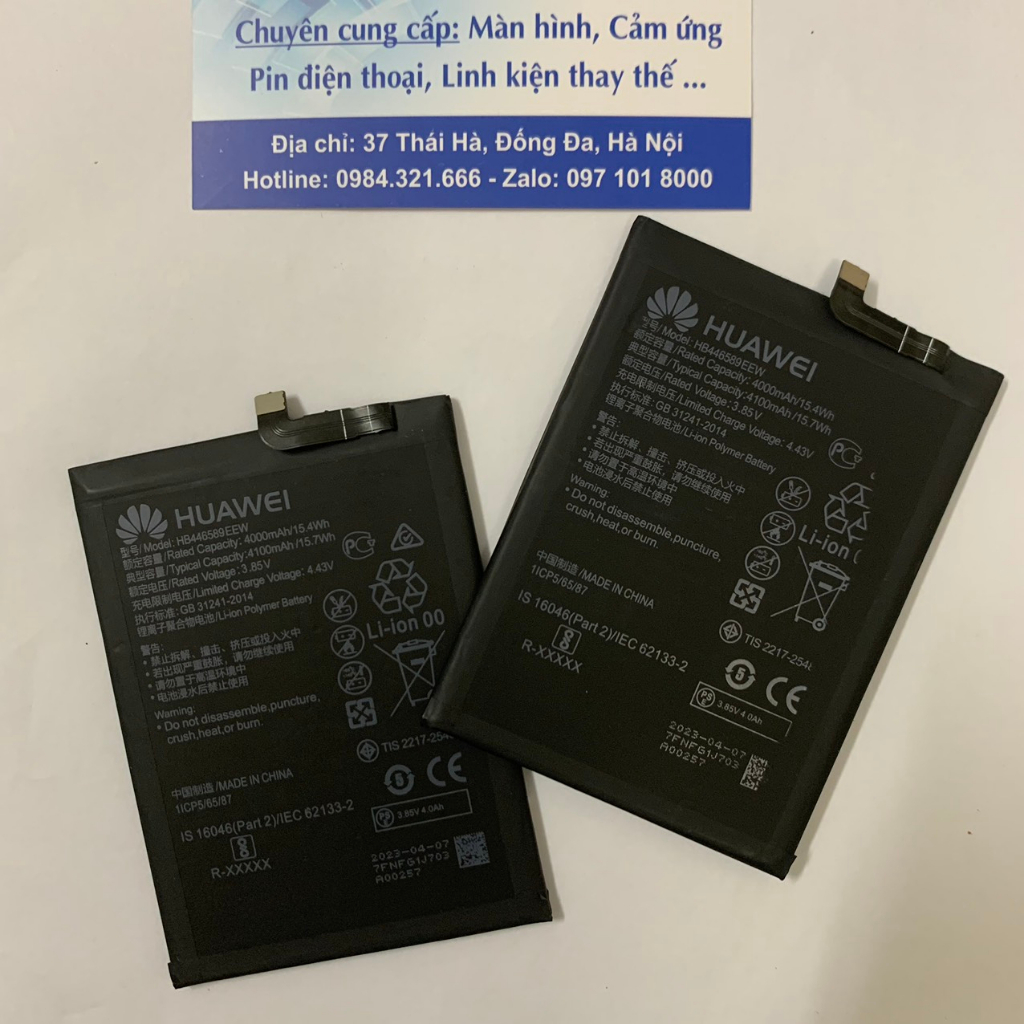 Chuyên cung cấp: Màn hình, Cảm ứng
Pin điện thoại, Linh kiện thay thế ...
Địa chỉ: 37 Thái Hà, Đống Đa, Hà Nội
Hotline: 0984.321.666 - Zalo: 097 101 8000
HUAWEI
型号/ Model: HB446589EEW
额定容量/Rated Capacity: 4000mAh/15.4Wh
典型容量/Typical Capacity:4100mAh /15.7Wh
额定电压/Rated Voltage: 3.85V
充电限制电压/Limited Charge Voltage: 4.43V
执行标准: GB 31241-2014
锂离子聚合物电池/Li-ion Polymer Battery
警告:
• 禁止拆解、撞击、挤压或投入火中
• 若出现严重鼓胀，请勿继续使用
• 请勿置于高温环境中
• 电池浸水后禁止使用
Warning:
• Do not disassemble,puncture,
crush,heat,or burn.
PC
Li-ion 00
TIS 2217-254
中国制造 /MADE IN CHINA
1ICP5/65/87
IS 16046(Part 2)/IEC 62133-2
R-XXXXX
CE
PS 3.85V 4.0Ah
2023-04-07
7FNFG1J703
A00257
HUAWEI
型号/ Model: HB446589EEW
额定容量/Rated Capacity: 4000mAh/15.4Wh
典型容量/Typical Capacity:4100mAh /15.7Wh
额定电压/Rated Voltage: 3.85V
充电限制电压/Limited Charge Voltage: 4.43V
执行标准: GB 31241-2014
锂离子聚合物电池/Li-ion Polymer Battery
警告:
• 禁止拆解、撞击、挤压或投入火中
• 若出现严重鼓胀，请勿继续使用
• 请勿置于高温环境中
• 电池浸水后禁止使用
Warning:
• Do not disassemble,puncture,
crush,heat,or burn.
PC
Li-ion
TIS 2217-254
中国制造 /MADE IN CHINA
1ICP5/65/87
IS 16046(Part 2)/IEC 62133-2
R-XXXXX
CE
PS 3.85V 4.0Ah
2023-04-07
7FNFG1J703
A00257